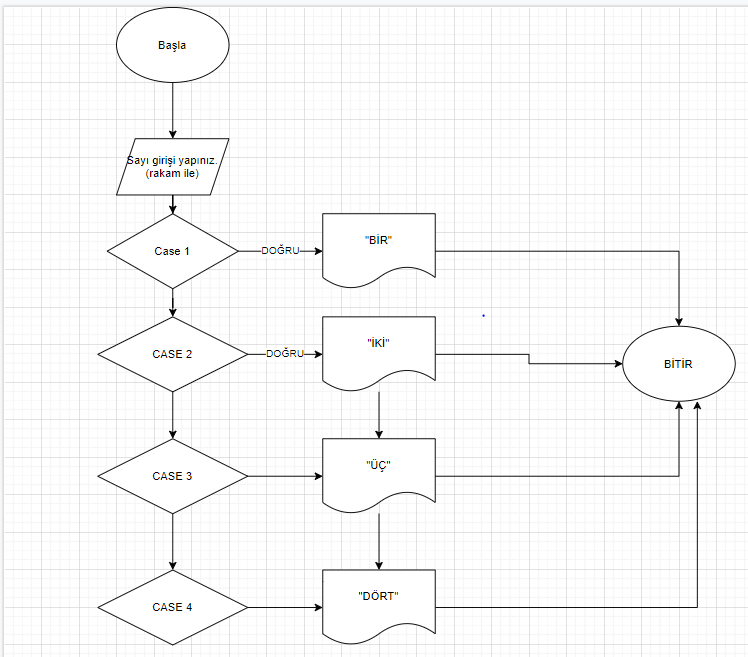 Başla
Sayı girişi yapınız.
(rakam ile)
Case 1
DOĞRU
"BİR"
CASE 2
DOĞRU
"İKİ"
BİTİR
CASE 3
"ÜÇ"
CASE 4
"DÖRT"